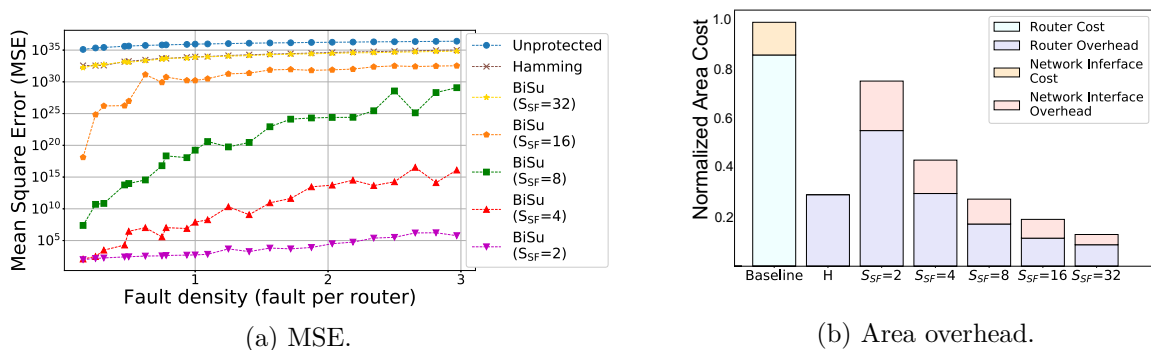 Mean Square Error (MSE)
10^35
10^30
10^25
10^20
10^15
10^10
10^5
1
2
3
Fault density (fault per router)
Unprotected
Hamming
BiSu
(S_SF=32)
BiSu
(S_SF=16)
BiSu
(S_SF=8)
BiSu
(S_SF=4)
BiSu
(S_SF=2)
(a) MSE.
Normalized Area Cost
1.0
0.8
0.6
0.4
0.2
Baseline
H
S_SF=2
S_SF=4
S_SF=8
S_SF=16
S_SF=32
Router Cost
Router Overhead
Network Inferface
Cost
Network Interface
Overhead
(b) Area overhead.